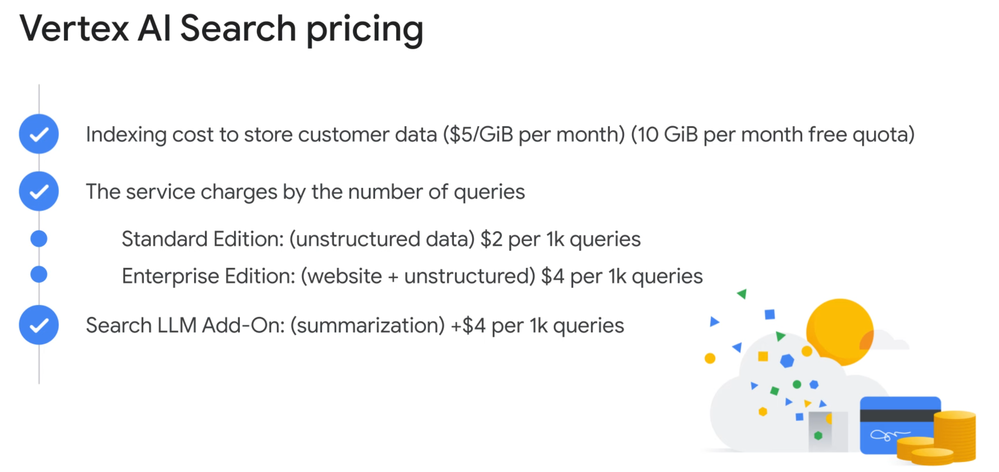 Vertex AI Search pricing
Indexing cost to store customer data ($5/GiB per month) (10 GiB per month free quota)
The service charges by the number of queries
Standard Edition: (unstructured data) $2 per 1k queries
Enterprise Edition: (website + unstructured) $4 per 1k queries
Search LLM Add-On: (summarization) +$4 per 1k queries